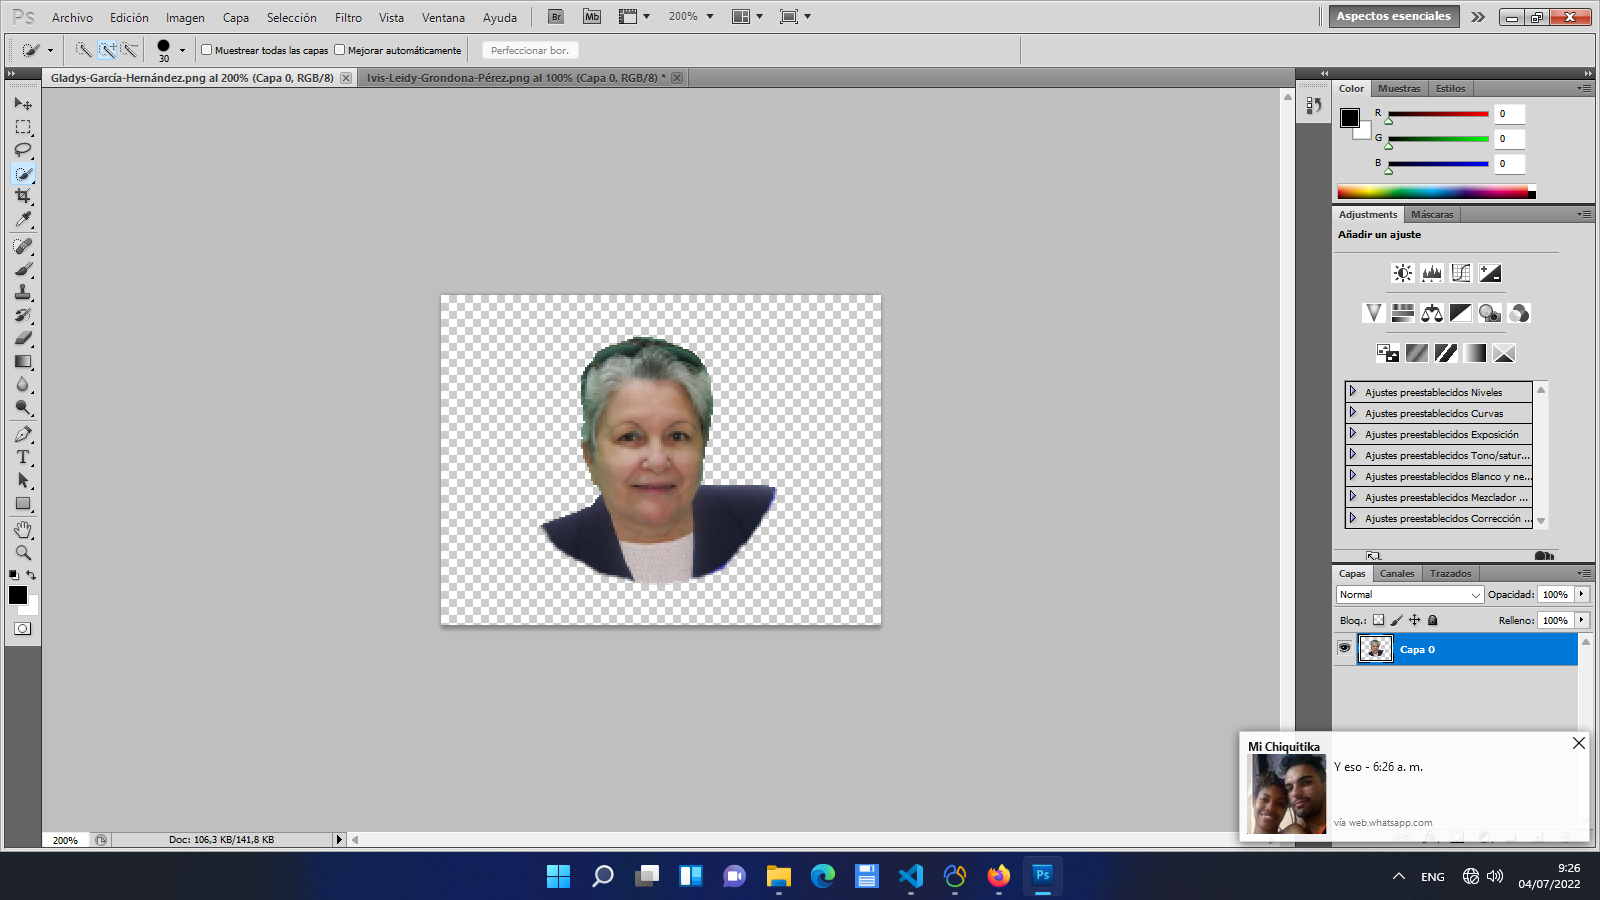 Ps Archivo Edición Imagen Capa Selección Filtro Vista Ventana Ayuda Br Mb 200% Aspectos esenciales
30 Muestrear todas las capas Mejorar automáticamente Perfeccionar bor.
Gladys-García-Hernández.png al 200% (Capa 0, RGB/8) Ivis-Leidy-Grondona-Pérez.png al 100% (Capa 0, RGB/8) *
Color Muestras Estilos
R 0
G 0
B 0
Adjustments Máscaras
Añadir un ajuste
Ajustes preestablecidos Niveles
Ajustes preestablecidos Curvas
Ajustes preestablecidos Exposición
Ajustes preestablecidos Tono/satur...
Ajustes preestablecidos Blanco y ne...
Ajustes preestablecidos Mezclador ...
Ajustes preestablecidos Corrección ...
Capas Canales Trazados
Normal Opacidad: 100%
Bloq.: Relleno: 100%
Capa 0
Mi Chiquitika
Y eso - 6:26 a. m.
vía web.whatsapp.com
200% Doc: 106,3 KB/141,8 KB
Ps ENG 9:26
04/07/2022